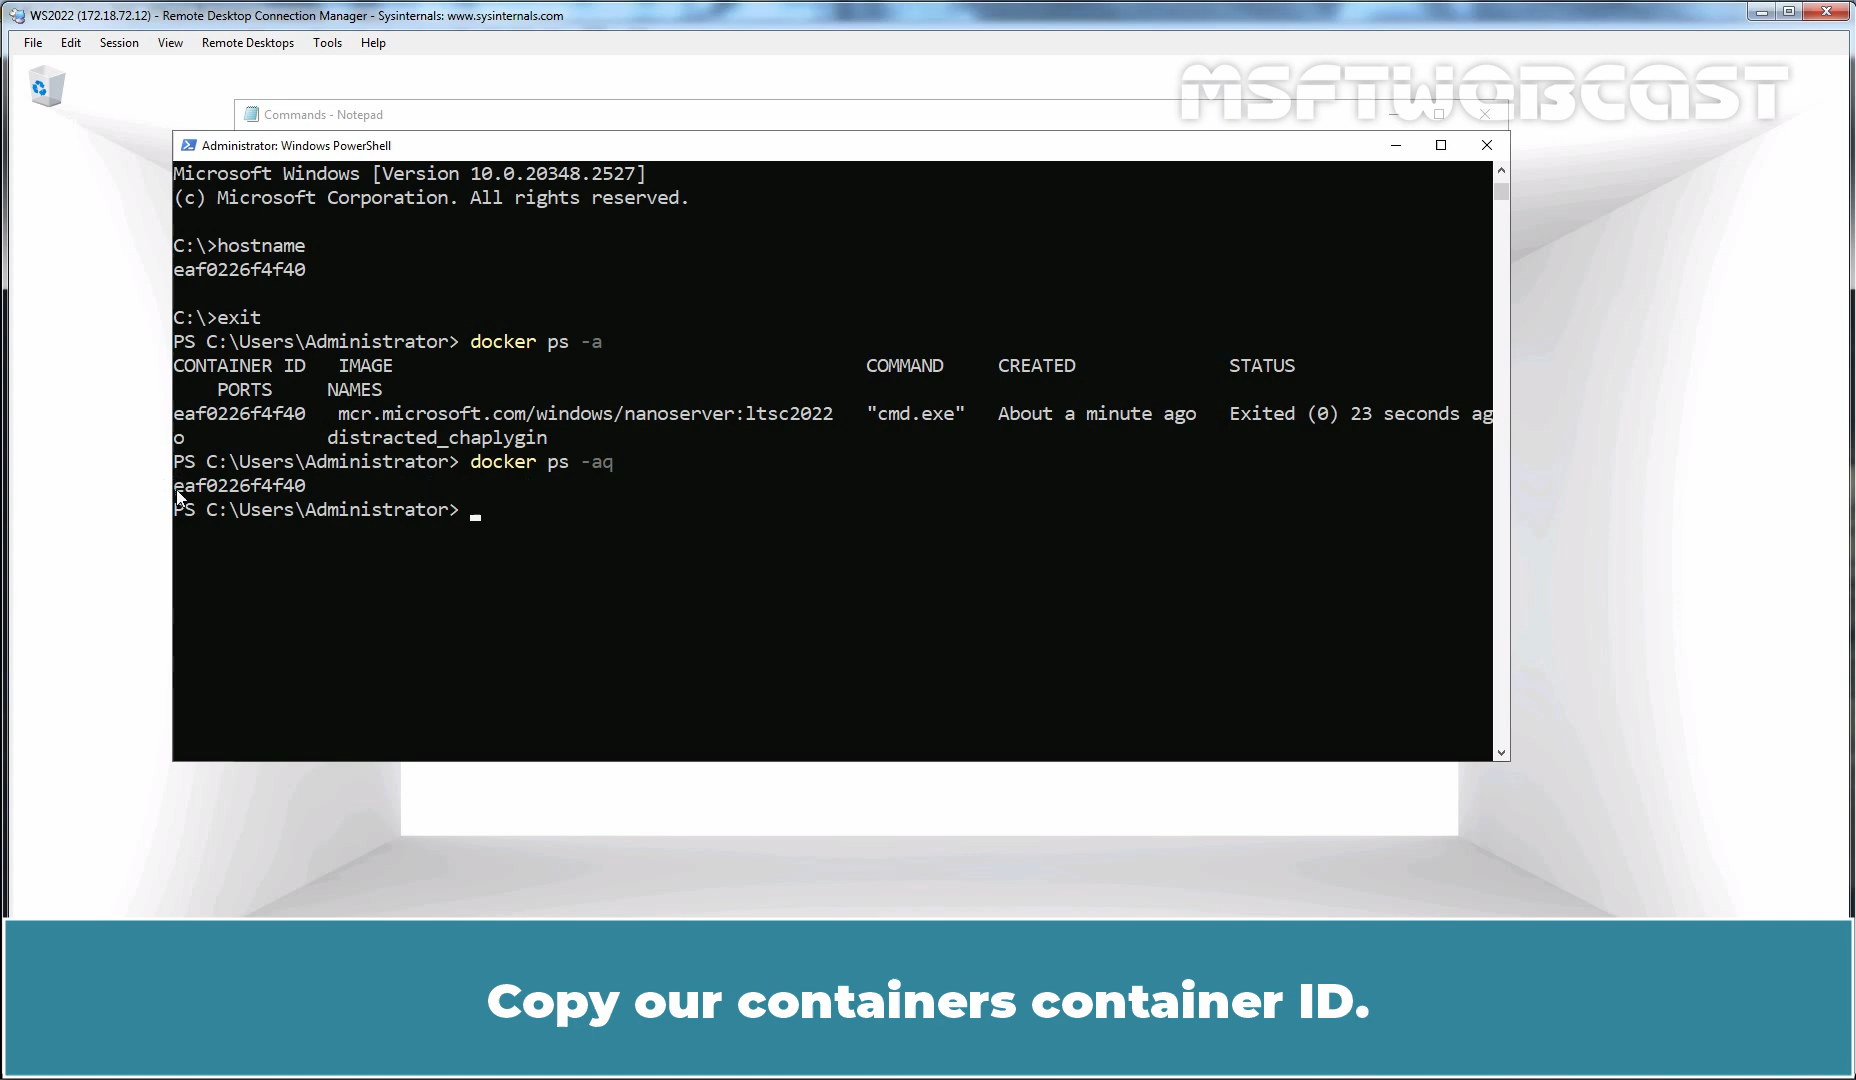 WS2022 (172.18.72.12) - Remote Desktop Connection Manager - Sysinternals: www.sysinternals.com
File Edit Session View Remote Desktops Tools Help
MSFTWEBCAST
Commands - Notepad
Administrator: Windows PowerShell
Microsoft Windows [Version 10.0.20348.2527]
(c) Microsoft Corporation. All rights reserved.
C:\>hostname
eaf0226f4f40
C:\>exit
PS C:\Users\Administrator> docker ps -a
CONTAINER ID IMAGE COMMAND CREATED STATUS
PORTS NAMES
eaf0226f4f40 mcr.microsoft.com/windows/nanoserver:ltsc2022 "cmd.exe" About a minute ago Exited (0) 23 seconds ag
o distracted_chaplygin
PS C:\Users\Administrator> docker ps -aq
eaf0226f4f40
PS C:\Users\Administrator>
Copy our containers container ID.